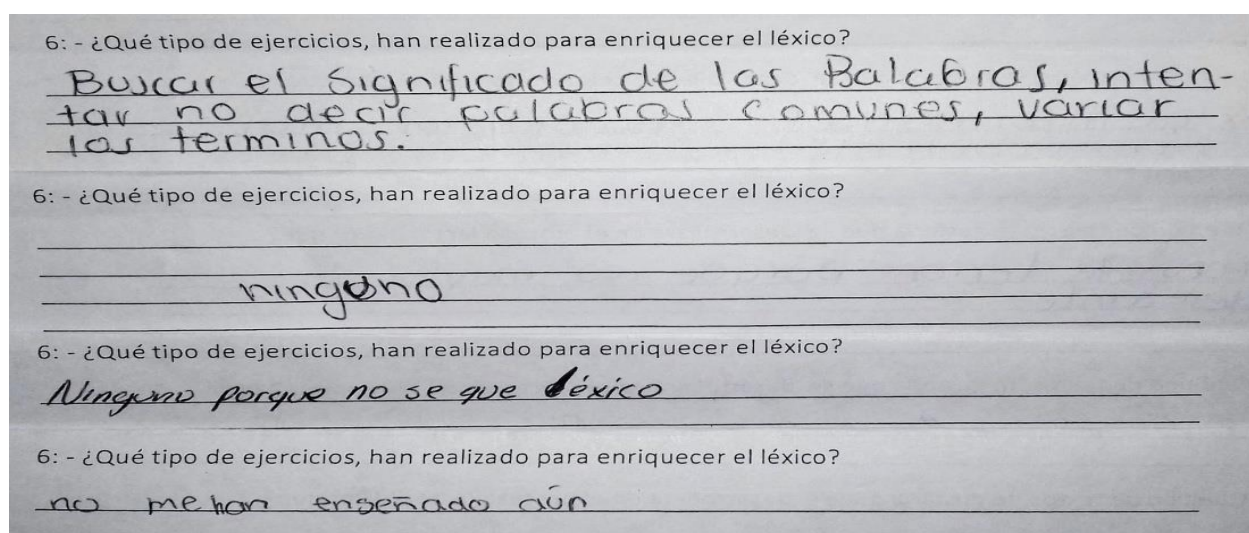 6: - ¿Qué tipo de ejercicios, han realizado para enriquecer el léxico?
Buscar el significado de las Balabras, inten-
tar no decir palabras comunes, variar
los terminos.
6: - ¿Qué tipo de ejercicios, han realizado para enriquecer el léxico?
ningono
6: - ¿Qué tipo de ejercicios, han realizado para enriquecer el léxico?
Ninguno porque no se que léxico
6: - ¿Qué tipo de ejercicios, han realizado para enriquecer el léxico?
no me han enseñado aún